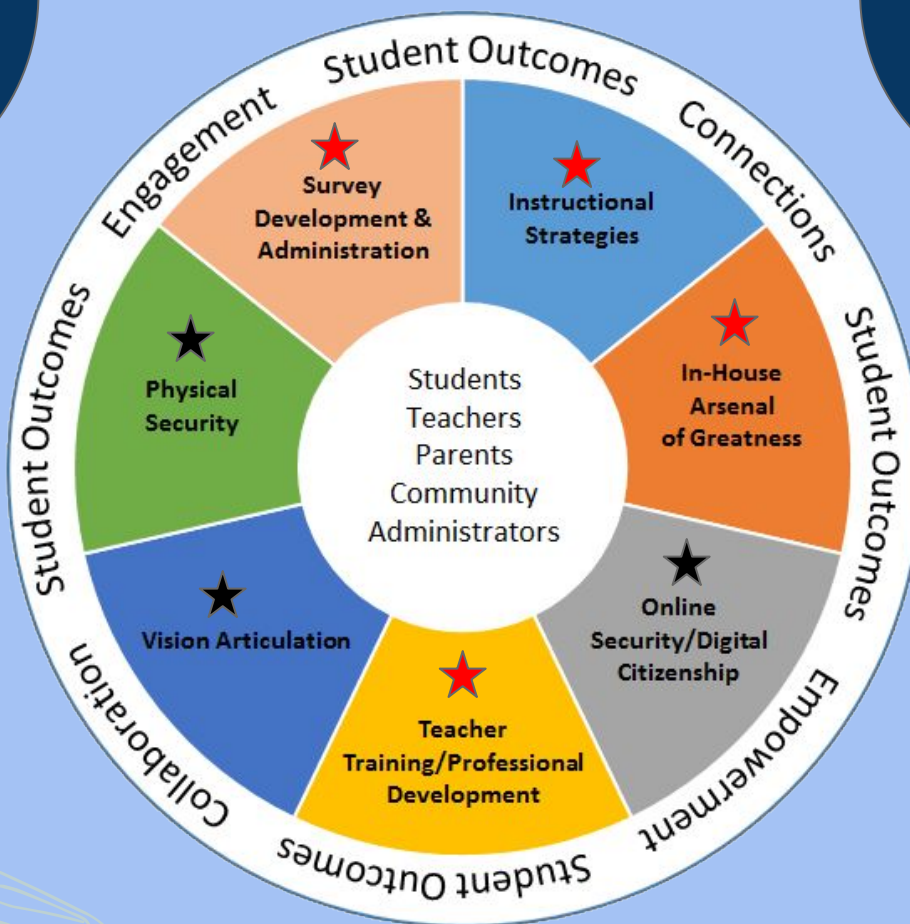 Student Outcomes
Connections
Student Outcomes
Empowerment
Student Outcomes
Collaboration
Student Outcomes
Engagement
Survey
Development &
Administration
Instructional
Strategies
In-House
Arsenal
of Greatness
Online
Security/Digital
Citizenship
Teacher
Training/Professional
Development
Vision Articulation
Physical
Security
Students
Teachers
Parents
Community
Administrators